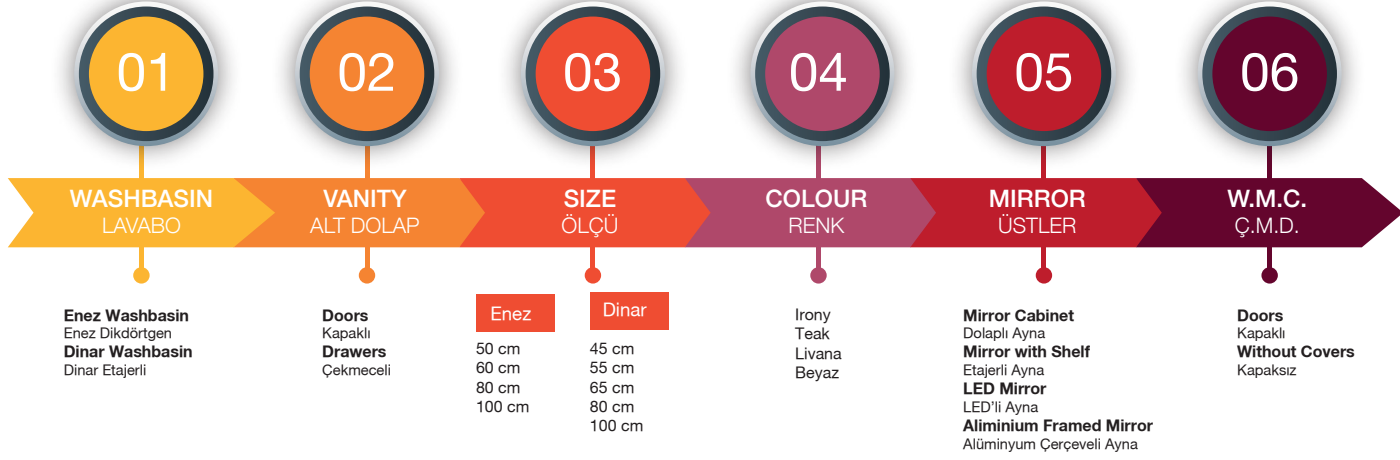 01
02
03
04
05
06
WASHBASIN
LAVABO
VANITY
ALT DOLAP
SIZE
ÖLÇÜ
COLOUR
RENK
MIRROR
ÜSTLER
W.M.C.
Ç.M.D.
Enez Washbasin
Enez Dikdörtgen
Dinar Washbasin
Dinar Etajerli
Doors
Kapaklı
Drawers
Çekmeceli
Enez
50 cm
60 cm
80 cm
100 cm
Dinar
45 cm
55 cm
65 cm
80 cm
100 cm
Irony
Teak
Livana
Beyaz
Mirror Cabinet
Dolaplı Ayna
Mirror with Shelf
Etajerli Ayna
LED Mirror
LED'li Ayna
Aliminium Framed Mirror
Alüminyum Çerçeveli Ayna
Doors
Kapaklı
Without Covers
Kapaksız